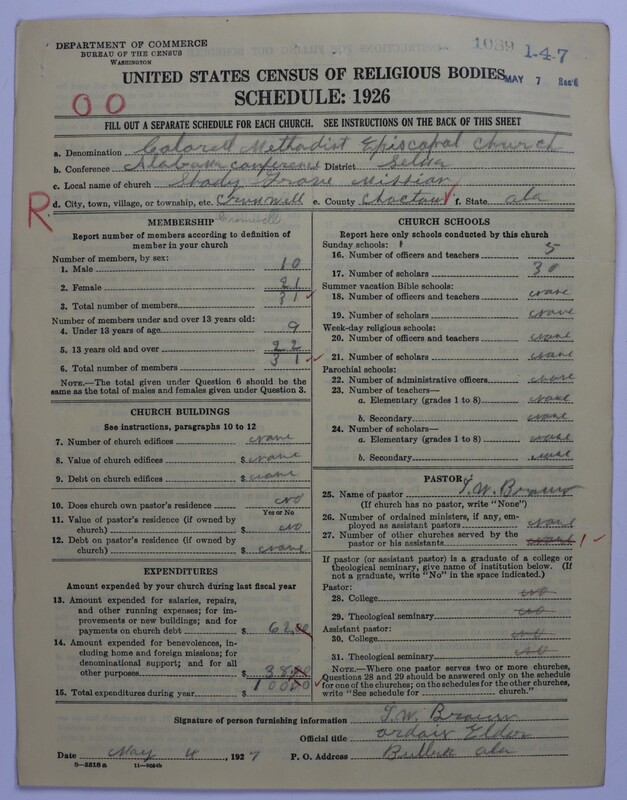 DEPARTMENT OF COMMERCE
BUREAU OF THE CENSUS
WASHINGTON
1089 1-4-7
UNITED STATES CENSUS OF RELIGIOUS BODIES
MAY 7 Rec'd
SCHEDULE: 1926
OO
FILL OUT A SEPARATE SCHEDULE FOR EACH CHURCH. SEE INSTRUCTIONS ON THE BACK OF THIS SHEET
a. Denomination Colored Methodist Episcopal Church
b. Conference Alabama conference District Selma
c. Local name of church Shady Grove Mission
R
d. City, town, village, or township, etc. Cromwell e. County Choctaw f. State Ala
Cromwell
MEMBERSHIP
Report number of members according to definition of
member in your church
Number of members, by sex:
1. Male 10
2. Female 21
3. Total number of members 31 ✓
Number of members under and over 13 years old:
4. Under 13 years of age 9
5. 13 years old and over 22
6. Total number of members 31 ✓
NOTE.—The total given under Question 6 should be the
same as the total of males and females given under Question 3.
CHURCH BUILDINGS
See instructions, paragraphs 10 to 12
7. Number of church edifices none
8. Value of church edifices $ none
9. Debt on church edifices $ none
10. Does church own pastor's residence no
Yes or No
11. Value of pastor's residence (if owned by
church) $ no
12. Debt on pastor's residence (if owned by
church) $ none
EXPENDITURES
Amount expended by your church during last fiscal year
13. Amount expended for salaries, repairs,
and other running expenses; for im-
provements or new buildings; and for
payments on church debt $ 62.00
14. Amount expended for benevolences, in-
cluding home and foreign missions; for
denominational support; and for all
other purposes $ 38.00
15. Total expenditures during year $ 100.00 ✓
CHURCH SCHOOLS
Report here only schools conducted by this church
Sunday schools:
16. Number of officers and teachers 5
17. Number of scholars 30
Summer vacation Bible schools:
18. Number of officers and teachers none
19. Number of scholars none
Week-day religious schools:
20. Number of officers and teachers none
21. Number of scholars none
Parochial schools:
22. Number of administrative officers none
23. Number of teachers—
a. Elementary (grades 1 to 8) none
b. Secondary none
24. Number of scholars—
a. Elementary (grades 1 to 8) none
b. Secondary none
PASTOR
25. Name of pastor
(If church has no pastor, write "None")
26. Number of ordained ministers, if any, em-
ployed as assistant pastors none
27. Number of other churches served by the
pastor or his assistants none 1 ✓
If pastor (or assistant pastor) is a graduate of a college or
theological seminary, give name of institution below. (If
not a graduate, write "No" in the space indicated.)
Pastor:
28. College no
29. Theological seminary no
Assistant pastor:
30. College no
31. Theological seminary no
NOTE.—Where one pastor serves two or more churches,
Questions 28 and 29 should be answered only on the schedule
for one of the churches; on the schedules for the other churches,
write "See schedule for church."
Signature of person furnishing information
Official title Elder
Date May 4, 1927 P. O. Address Ala
8-5518a 11-9024b